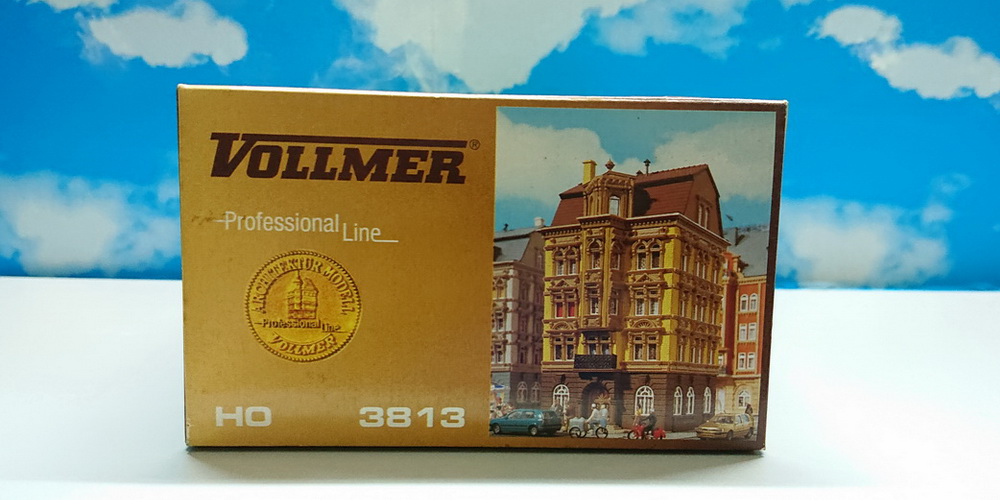 VOLLMER®
Professional Line
ARCHITEKTUR MODELL
Professional Line
VOLLMER
HO 3813